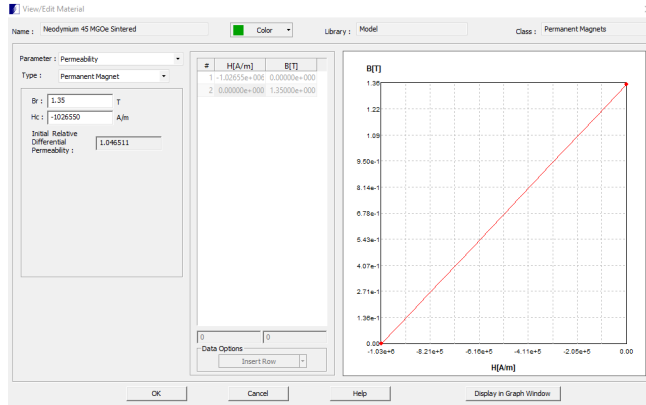 View/Edit Material
Name : Neodymium 45 MGOe Sintered Color Library : Model Class : Permanent Magnets
Parameter : Permeability
Type : Permanent Magnet
Br : 1.35 T
Hc : -1026550 A/m
Initial Relative
Differential
Permeability : 1.046511
# H[A/m] B[T]
1 -1.02655e+006 0.00000e+000
2 0.00000e+000 1.35000e+000
0 0
Data Options
Insert Row
B[T]
1.36
1.22
1.09
9.50e-1
8.14e-1
6.78e-1
5.43e-1
4.07e-1
2.71e-1
1.36e-1
0.00
-1.03e+6 -8.21e+5 -6.16e+5 -4.11e+5 -2.05e+5 0.00
H[A/m]
OK Cancel Help Display in Graph Window